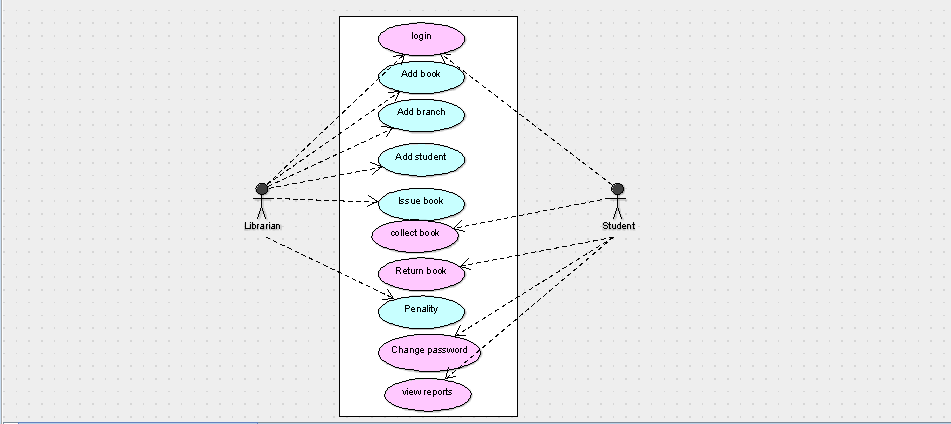 login
Add book
Add branch
Add student
Issue book
Librarian
Student
collect book
Return book
Penality
Change password
view reports